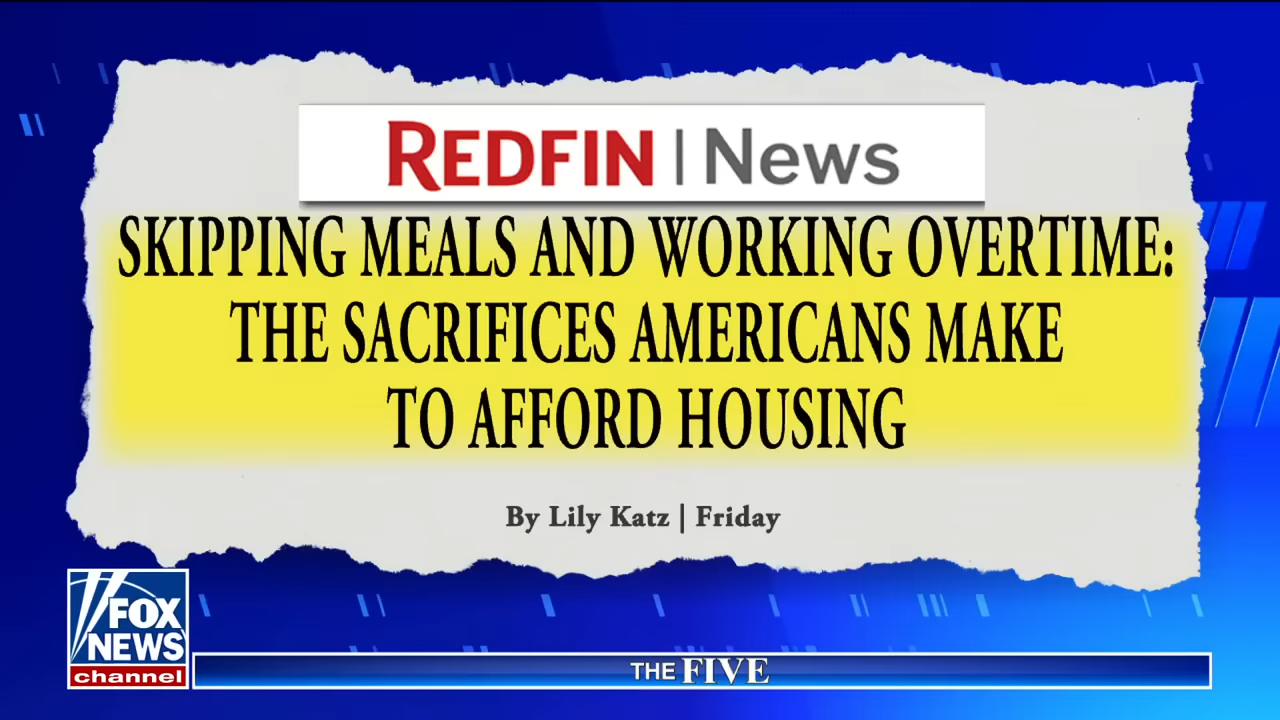 REDFIN | News
SKIPPING MEALS AND WORKING OVERTIME:
THE SACRIFICES AMERICANS MAKE
TO AFFORD HOUSING
By Lily Katz | Friday
FOX
NEWS
channel
THE FIVE